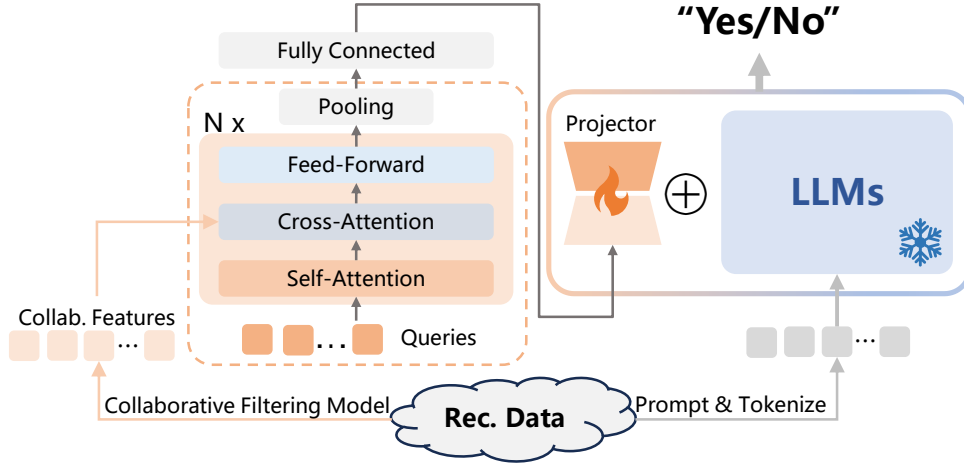 “Yes/No”
Fully Connected
Pooling
N x
Feed-Forward
Cross-Attention
Self-Attention
Collab. Features
...
... Queries
Projector
LLMs
...
Collaborative Filtering Model
Rec. Data
Prompt & Tokenize